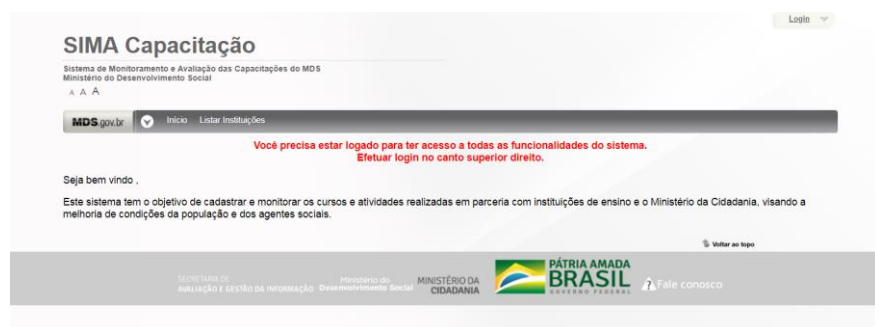 Login
SIMA Capacitação
Sistema de Monitoramento e Avaliação das Capacitações do MDS
Ministério do Desenvolvimento Social
A A A
MDS.gov.br Início Listar Instituições
Você precisa estar logado para ter acesso a todas as funcionalidades do sistema.
Efetuar login no canto superior direito.
Seja bem vindo ,
Este sistema tem o objetivo de cadastrar e monitorar os cursos e atividades realizadas em parceria com instituições de ensino e o Ministério da Cidadania, visando a
melhoria de condições da população e dos agentes sociais.
Voltar ao topo
SECRETARIA DE
AVALIAÇÃO E GESTÃO DA INFORMAÇÃO
Ministério do
Desenvolvimento Social
MINISTÉRIO DA
CIDADANIA
PÁTRIA AMADA
BRASIL
GOVERNO FEDERAL
Fale conosco